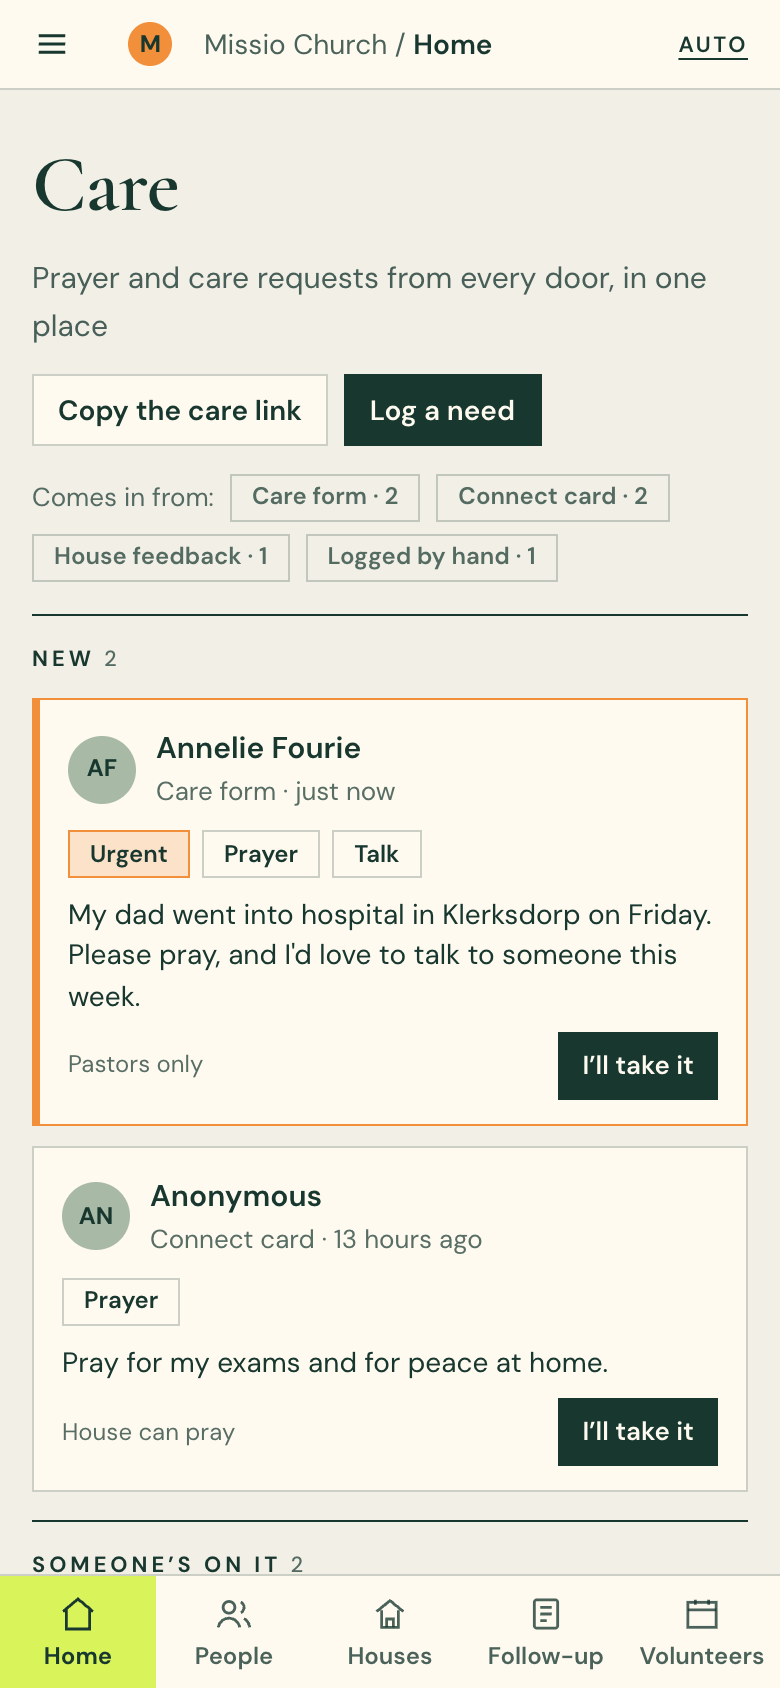 M Missio Church / Home AUTO
Care
Prayer and care requests from every door, in one
place
Copy the care link Log a need
Comes in from: Care form · 2 Connect card · 2
House feedback · 1 Logged by hand · 1
NEW 2
AF Annelie Fourie
Care form · just now
Urgent Prayer Talk
My dad went into hospital in Klerksdorp on Friday.
Please pray, and I'd love to talk to someone this
week.
Pastors only I’ll take it
AN Anonymous
Connect card · 13 hours ago
Prayer
Pray for my exams and for peace at home.
House can pray I’ll take it
SOMEONE’S ON IT 2
Home People Houses Follow-up Volunteers